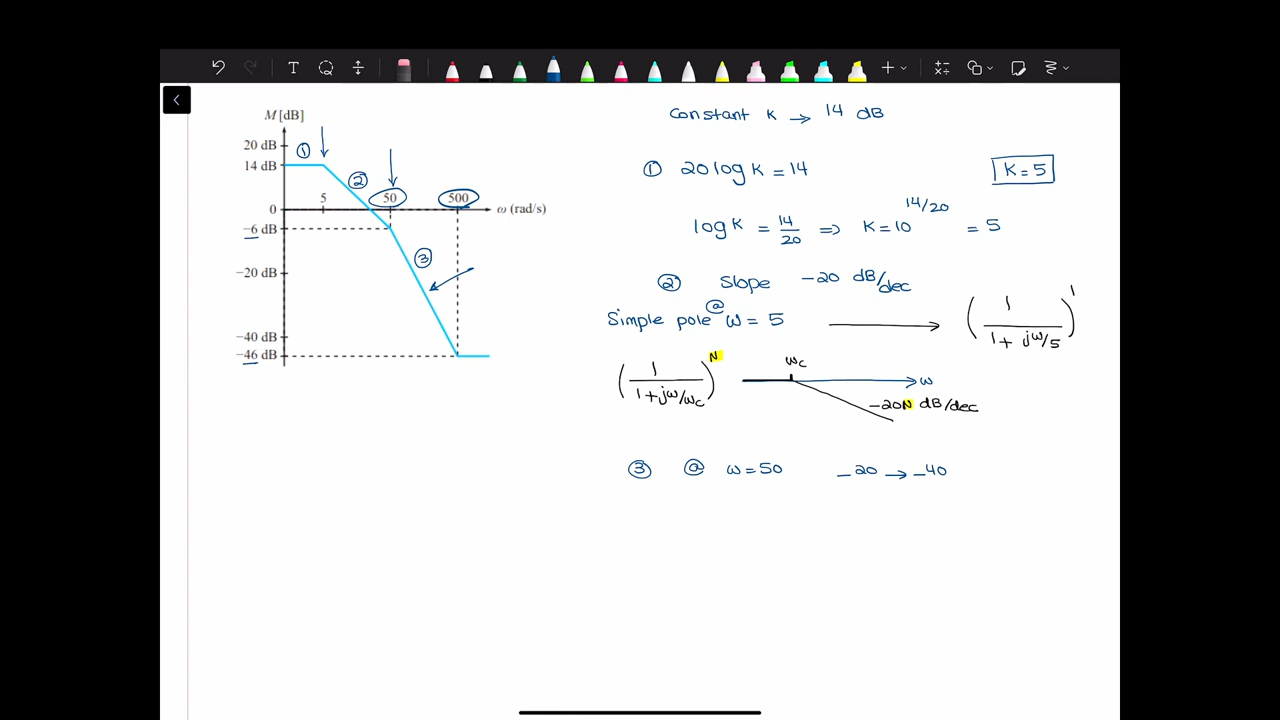 T
M [dB]
20 dB
①
14 dB
②
5
50
500
0
ω (rad/s)
−6 dB
③
−20 dB
−40 dB
−46 dB
Constant K → 14 dB
① 20 log K = 14
K = 5
log K = 14/20 ⇒ K = 10^14/20 = 5
② Slope −20 dB/dec
Simple pole @ ω = 5 → (1/(1 + jω/5))^1
(1/(1 + jω/ωc))^N
ωc
ω
−20N dB/dec
③ @ ω = 50 −20 → −40